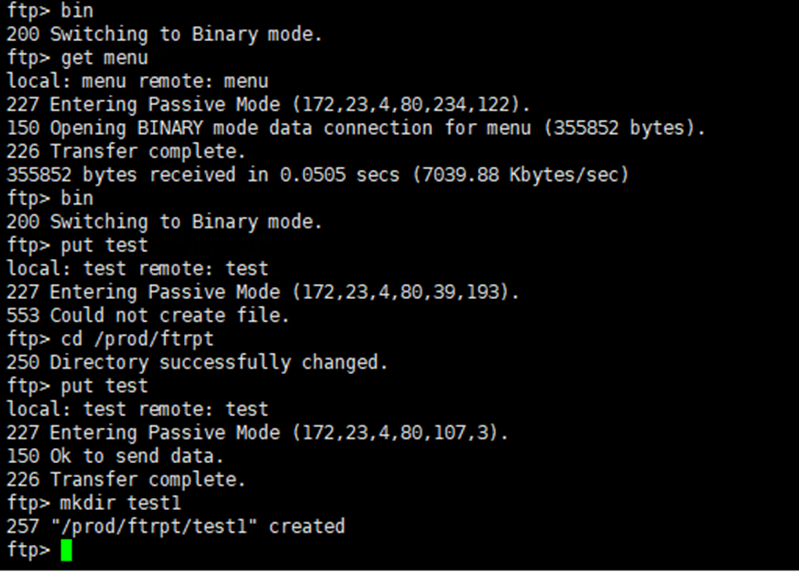 ftp> bin
200 Switching to Binary mode.
ftp> get menu
local: menu remote: menu
227 Entering Passive Mode (172,23,4,80,234,122).
150 Opening BINARY mode data connection for menu (355852 bytes).
226 Transfer complete.
355852 bytes received in 0.0505 secs (7039.88 Kbytes/sec)
ftp> bin
200 Switching to Binary mode.
ftp> put test
local: test remote: test
227 Entering Passive Mode (172,23,4,80,39,193).
553 Could not create file.
ftp> cd /prod/ftrpt
250 Directory successfully changed.
ftp> put test
local: test remote: test
227 Entering Passive Mode (172,23,4,80,107,3).
150 Ok to send data.
226 Transfer complete.
ftp> mkdir test1
257 "/prod/ftrpt/test1" created
ftp>